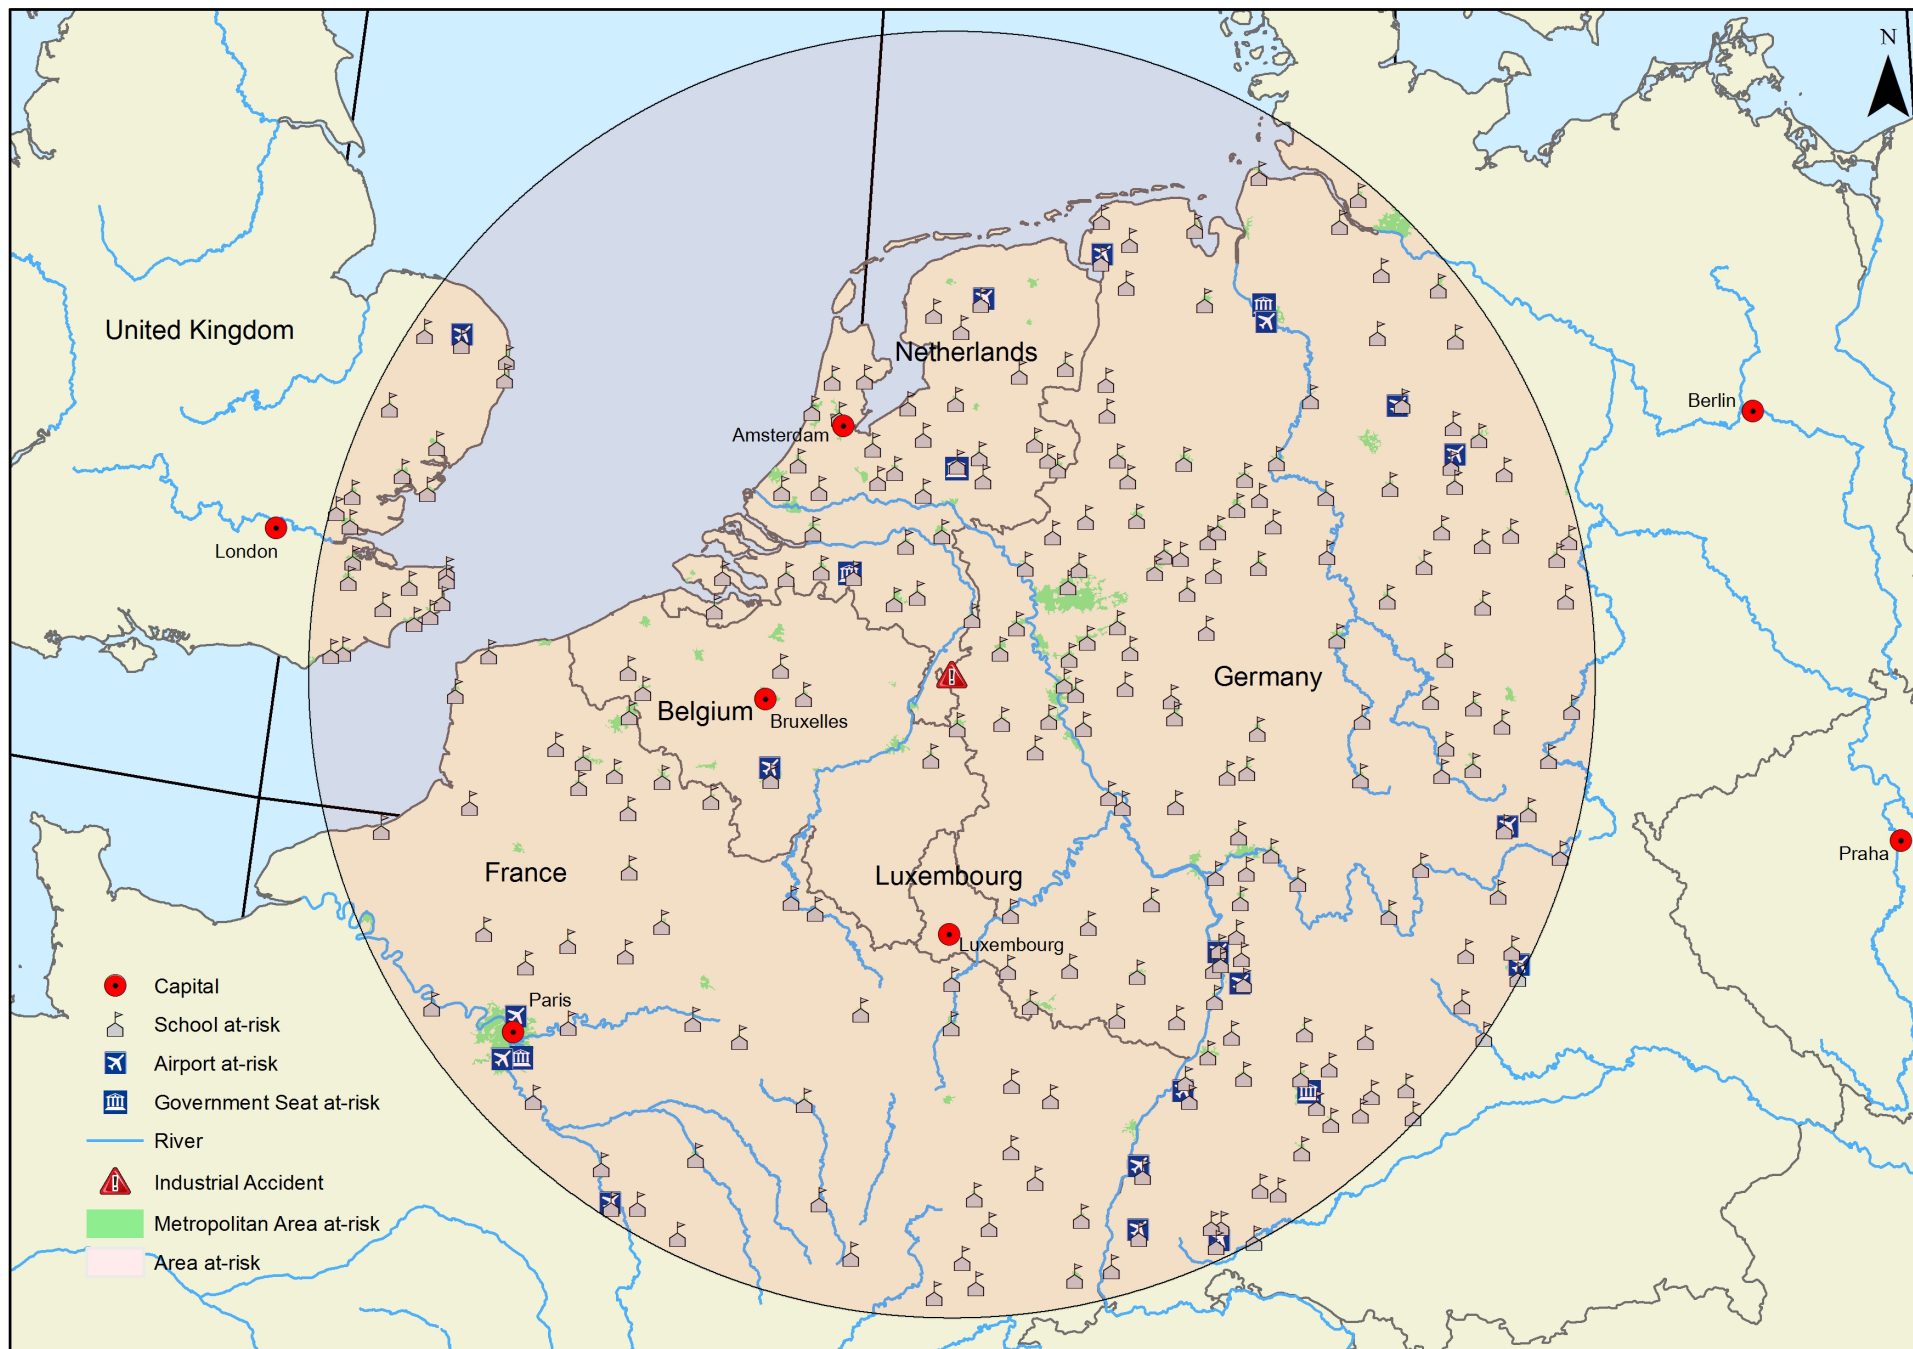 N
United Kingdom
Netherlands
Berlin
Amsterdam
London
Germany
Belgium
Bruxelles
Praha
France
Luxembourg
Luxembourg
Paris
Capital
School at-risk
Airport at-risk
Government Seat at-risk
River
Industrial Accident
Metropolitan Area at-risk
Area at-risk